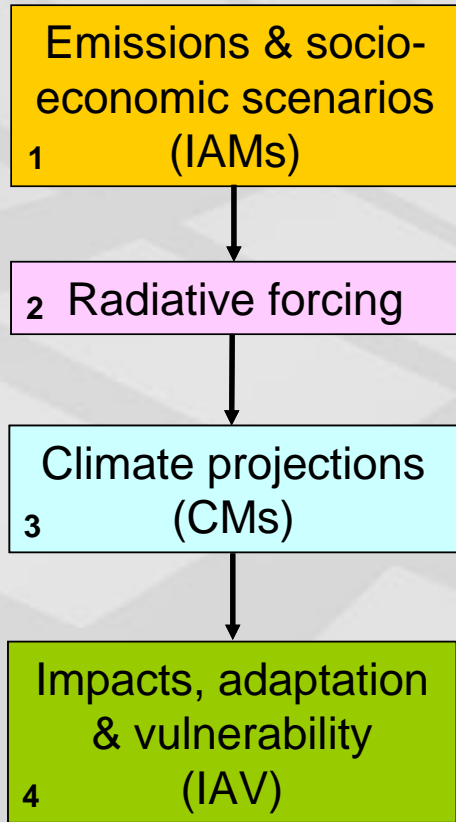 Emissions & socio-
economic scenarios
1 (IAMs)
2 Radiative forcing
Climate projections
3 (CMs)
Impacts, adaptation
& vulnerability
4 (IAV)